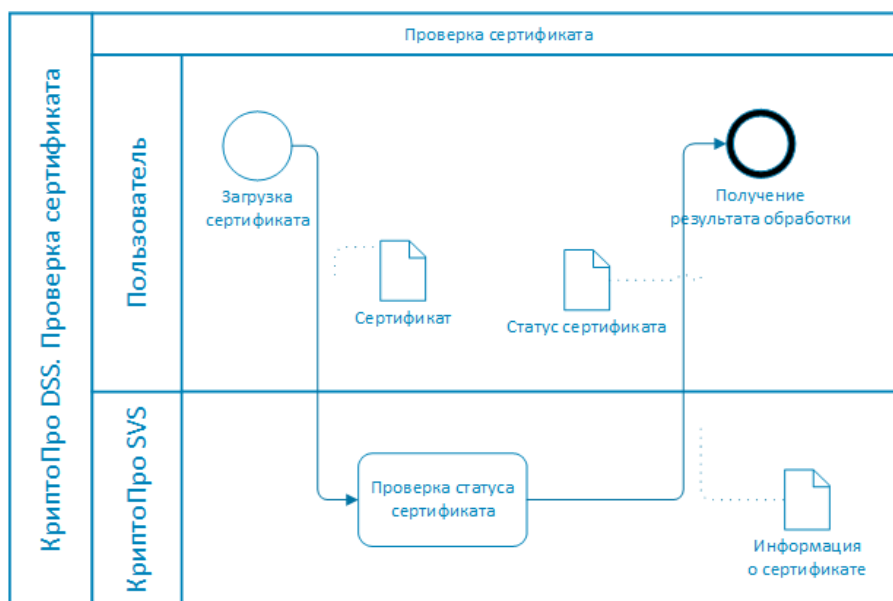 Проверка сертификата
КриптоПро DSS. Проверка сертификата
Пользователь
Загрузка
сертификата
Получение
результата обработки
Сертификат
Статус сертификата
КриптоПро SVS
Проверка статуса
сертификата
Информация
о сертификате